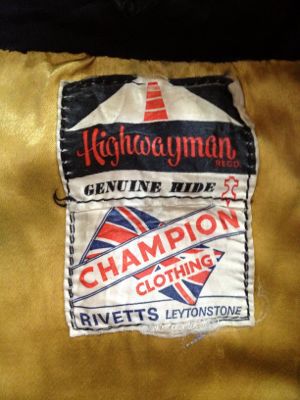 Highwayman
REGD.
GENUINE HIDE
CHAMPION
CLOTHING
RIVETTS LEYTONSTONE